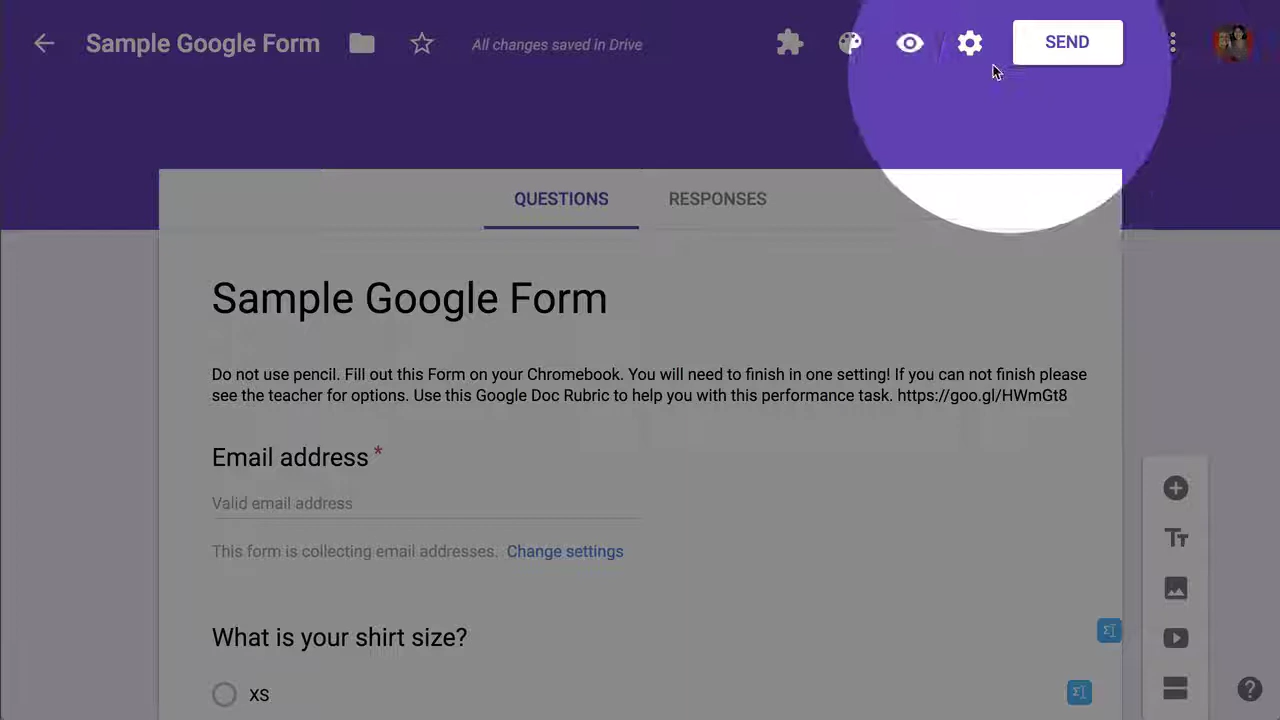 Sample Google Form
All changes saved in Drive
SEND
QUESTIONS
RESPONSES
Sample Google Form
Do not use pencil. Fill out this Form on your Chromebook. You will need to finish in one setting! If you can not finish please
see the teacher for options. Use this Google Doc Rubric to help you with this performance task. https://goo.gl/HWmGt8
Email address *
Valid email address
This form is collecting email addresses. Change settings
What is your shirt size?
XS